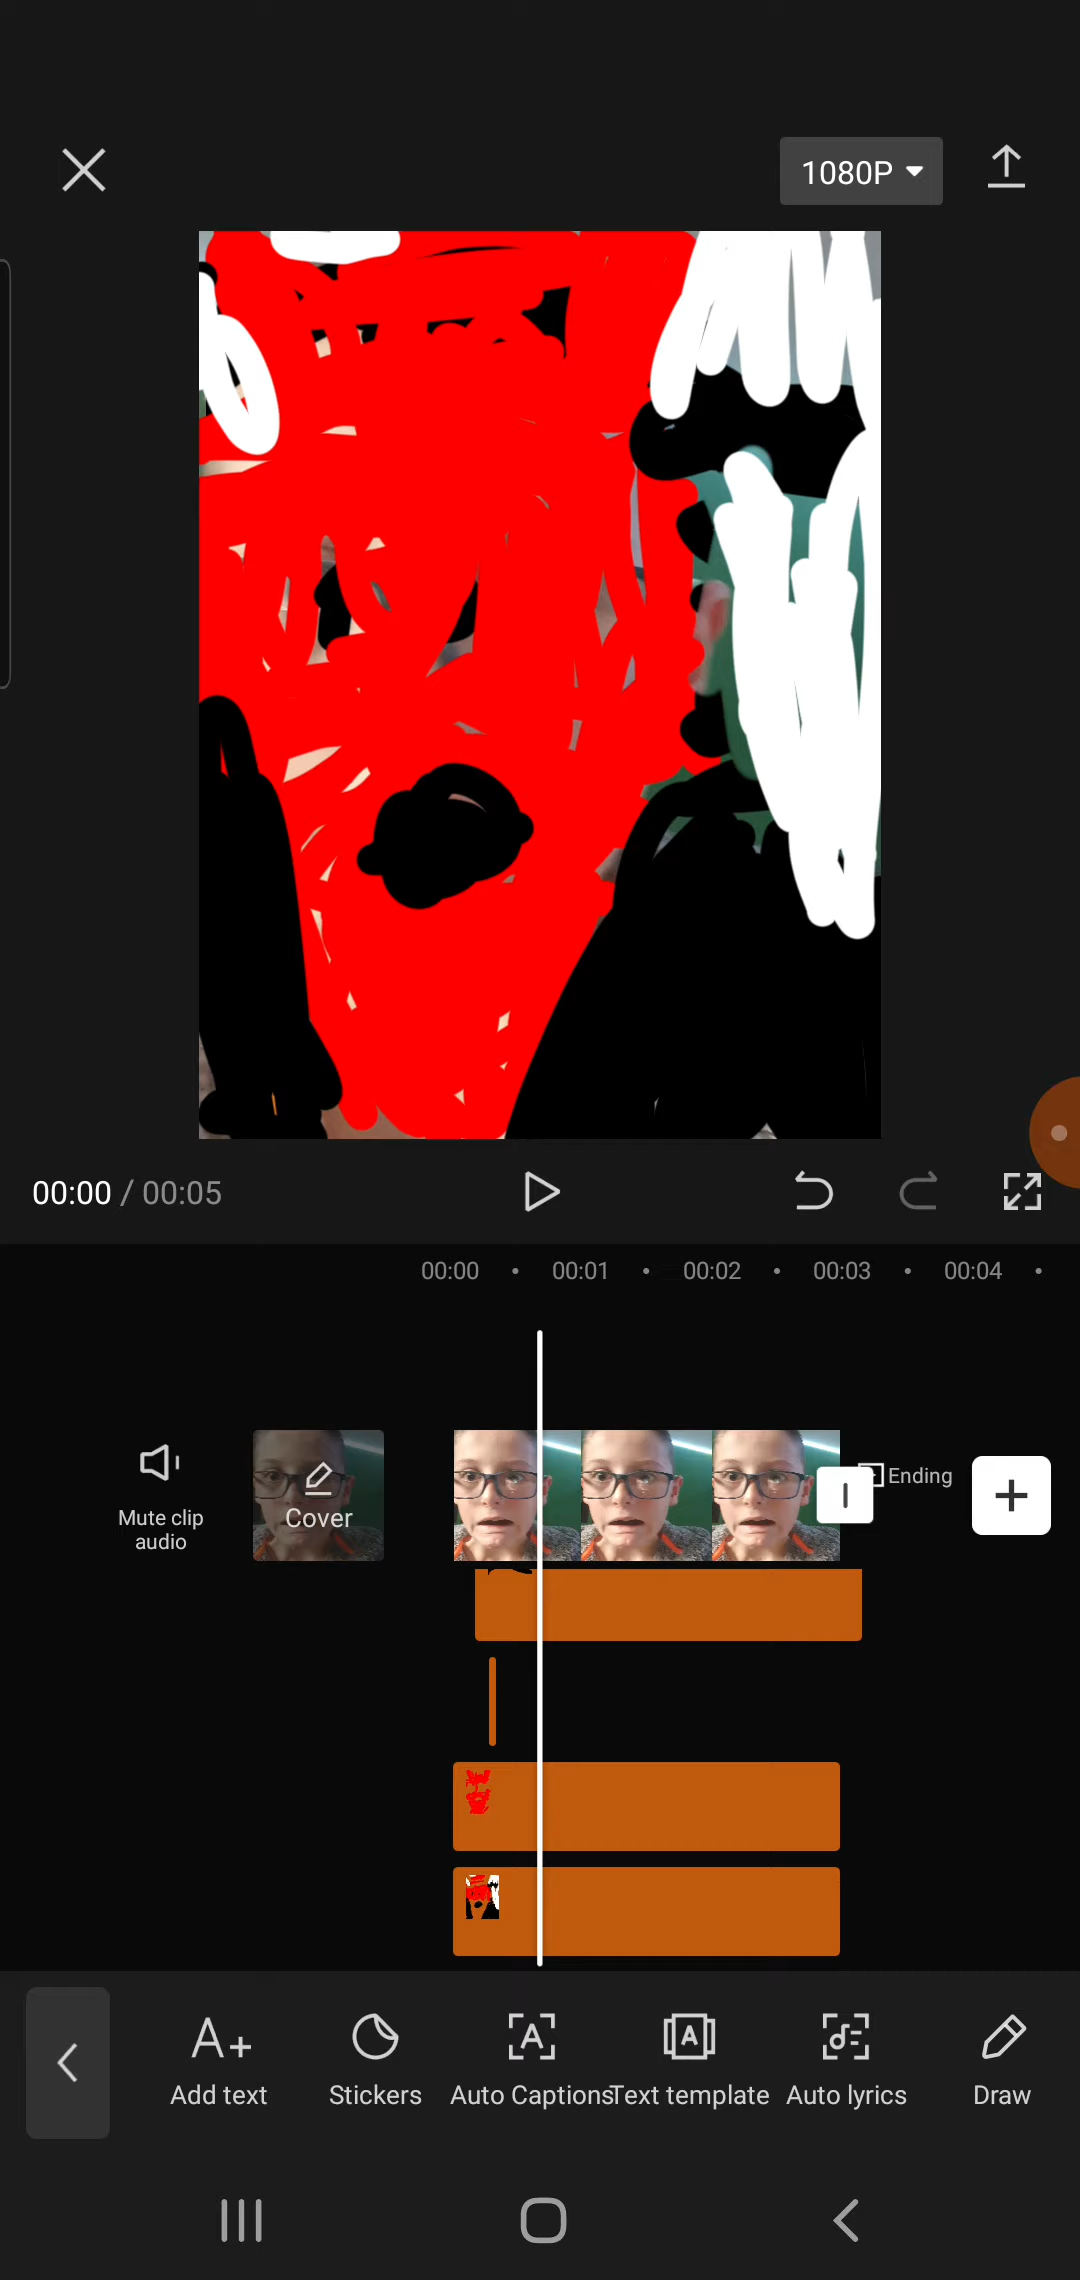 1080P
00:00 / 00:05
00:00 00:01 00:02 00:03 00:04
Mute clip
audio
Cover
Ending
Add text
Stickers
Auto Captions
Text template
Auto lyrics
Draw